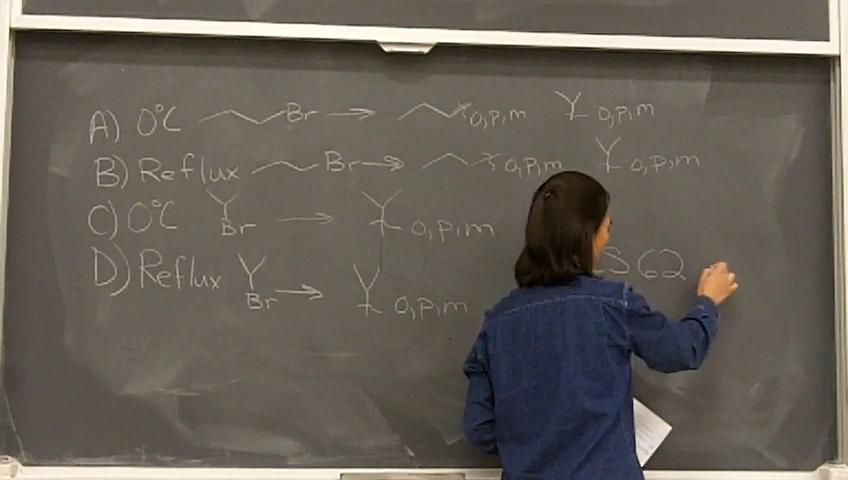 A) 0°C Br → o,p,m o,p,m
B) Reflux Br → o,p,m o,p,m
C) 0°C Br → o,p,m
D) Reflux Br → o,p,m
S 62